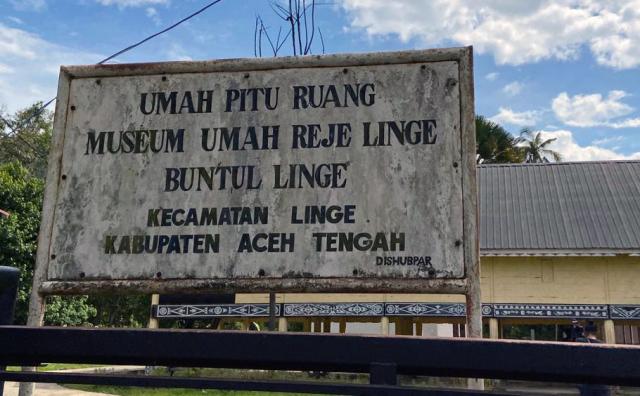 UMAH PITU RUANG
MUSEUM UMAH REJE LINGE
BUNTUL LINGE
KECAMATAN LINGE
KABUPATEN ACEH TENGAH
DISHUBPAR